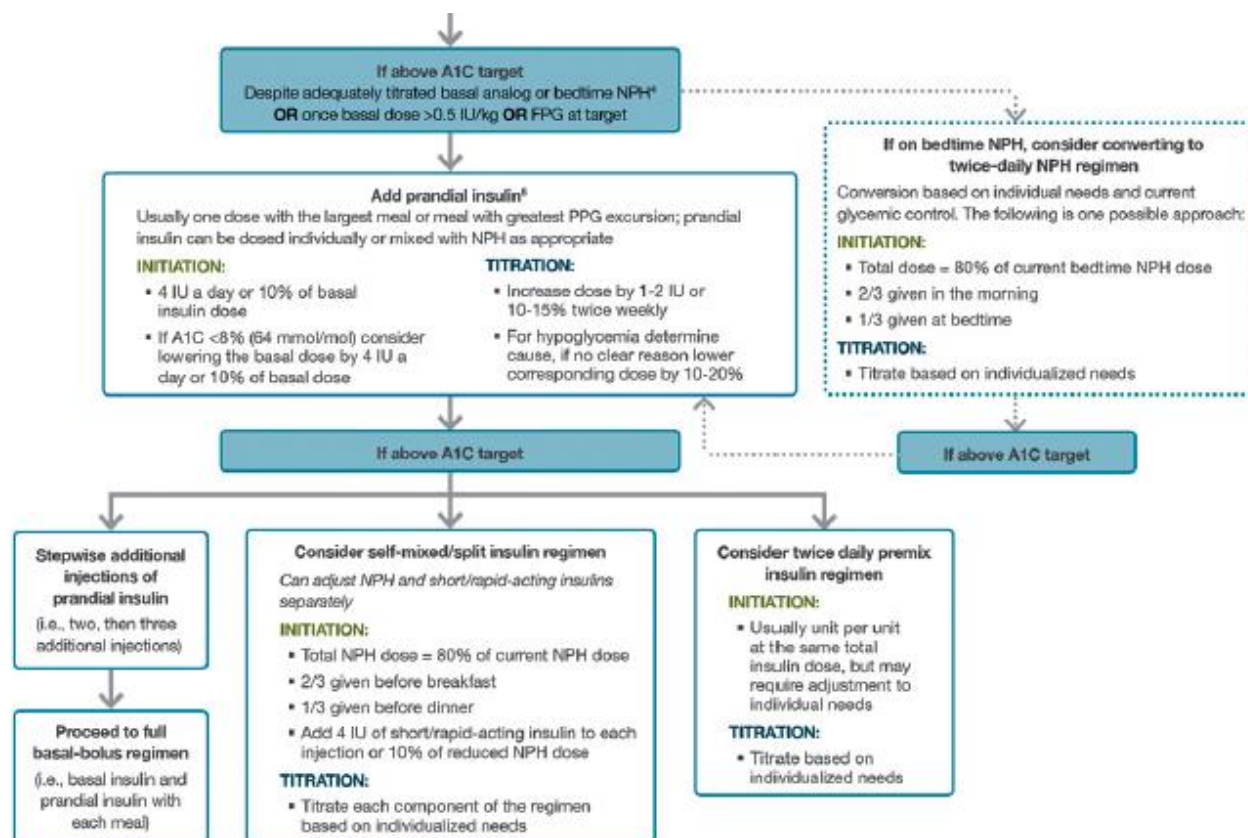 If above A1C target
Despite adequately titrated basal analog or bedtime NPH⁴
OR once basal dose >0.5 IU/kg OR FPG at target
If on bedtime NPH, consider converting to
twice-daily NPH regimen
Conversion based on individual needs and current
glycemic control. The following is one possible approach:
INITIATION:
▪ Total dose = 80% of current bedtime NPH dose
▪ 2/3 given in the morning
▪ 1/3 given at bedtime
TITRATION:
▪ Titrate based on individualized needs
If above A1C target
Add prandial insulin⁵
Usually one dose with the largest meal or meal with greatest PPG excursion; prandial
insulin can be dosed individually or mixed with NPH as appropriate
INITIATION:
▪ 4 IU a day or 10% of basal
insulin dose
▪ If A1C <8% (64 mmol/mol) consider
lowering the basal dose by 4 IU a
day or 10% of basal dose
TITRATION:
▪ Increase dose by 1-2 IU or
10-15% twice weekly
▪ For hypoglycemia determine
cause, if no clear reason lower
corresponding dose by 10-20%
If above A1C target
Stepwise additional
injections of
prandial insulin
(i.e., two, then three
additional injections)
Proceed to full
basal-bolus regimen
(i.e., basal insulin and
prandial insulin with
each meal)
Consider self-mixed/split insulin regimen
Can adjust NPH and short/rapid-acting insulins
separately
INITIATION:
▪ Total NPH dose = 80% of current NPH dose
▪ 2/3 given before breakfast
▪ 1/3 given before dinner
▪ Add 4 IU of short/rapid-acting insulin to each
injection or 10% of reduced NPH dose
TITRATION:
▪ Titrate each component of the regimen
based on individualized needs
Consider twice daily premix
insulin regimen
INITIATION:
▪ Usually unit per unit
at the same total
insulin dose, but may
require adjustment to
individual needs
TITRATION:
▪ Titrate based on
individualized needs